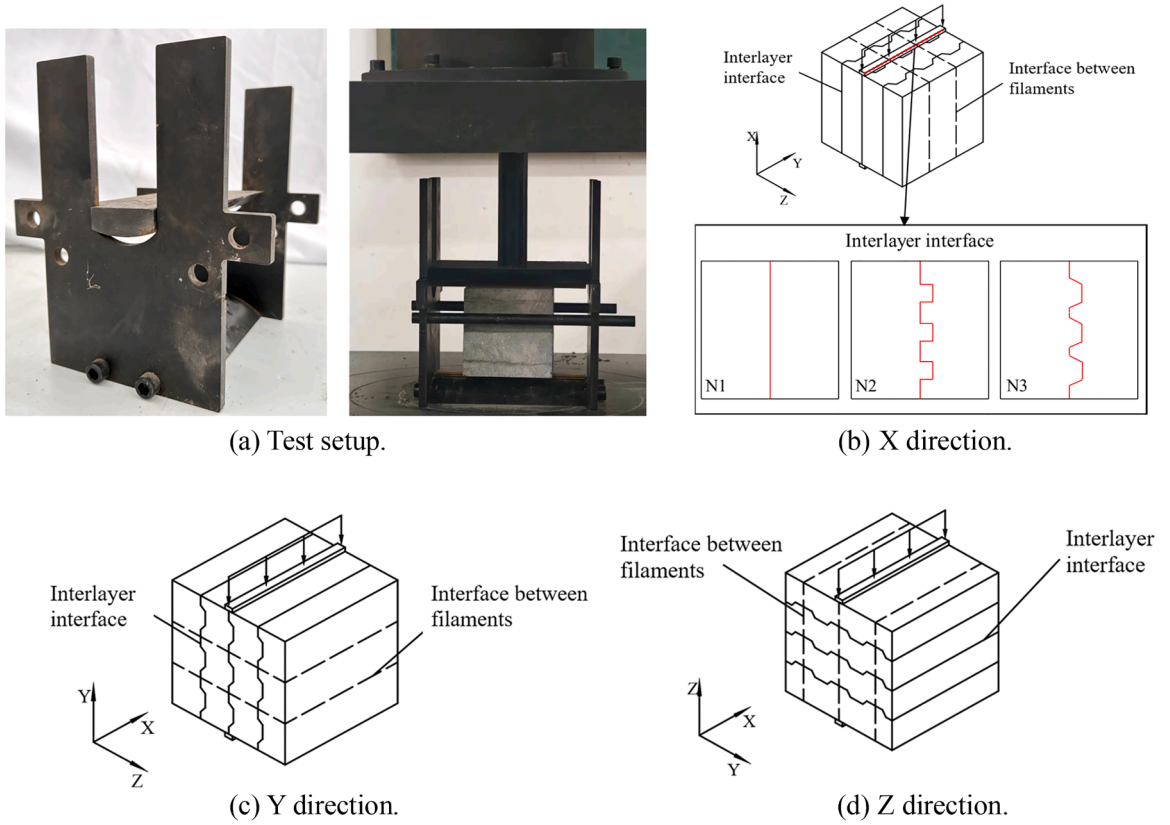 Interlayer
interface
Interface between
filaments
X
Y
Z
Interlayer interface
N1
N2
N3
(a) Test setup.
(b) X direction.
Interlayer
interface
Interface between
filaments
Y
X
Z
Interface between
filaments
Interlayer
interface
Z
X
Y
(c) Y direction.
(d) Z direction.